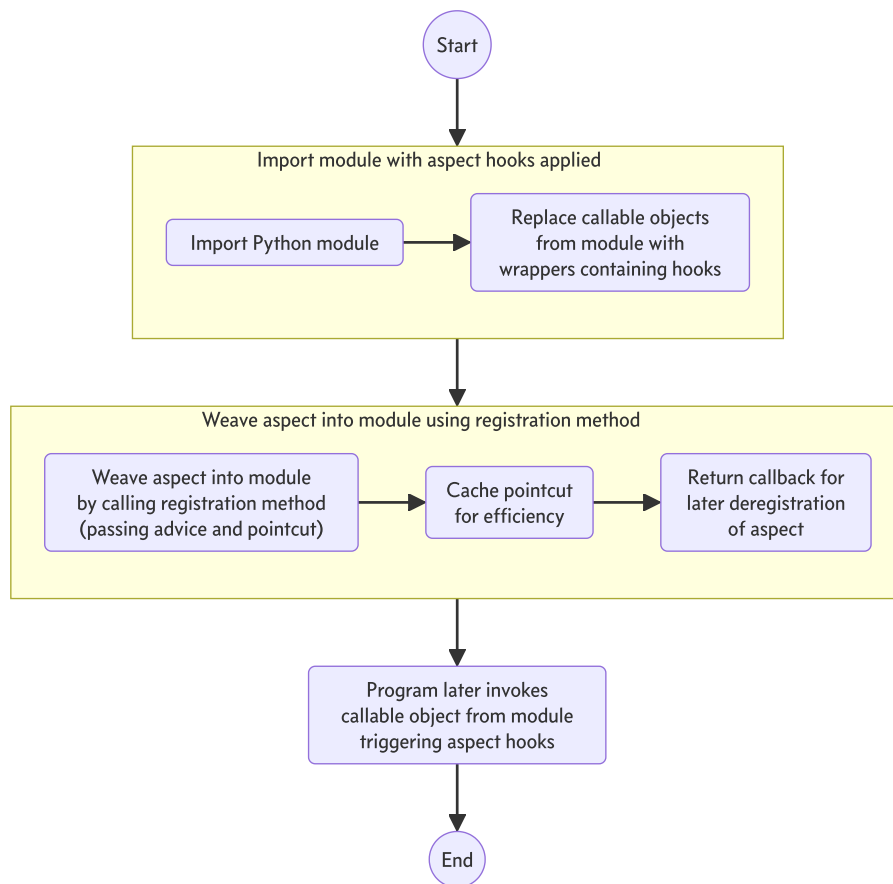 Start
Import module with aspect hooks applied
Import Python module
Replace callable objects
from module with
wrappers containing hooks
Weave aspect into module using registration method
Weave aspect into module
by calling registration method
(passing advice and pointcut)
Cache pointcut
for efficiency
Return callback for
later deregistration
of aspect
Program later invokes
callable object from module
triggering aspect hooks
End